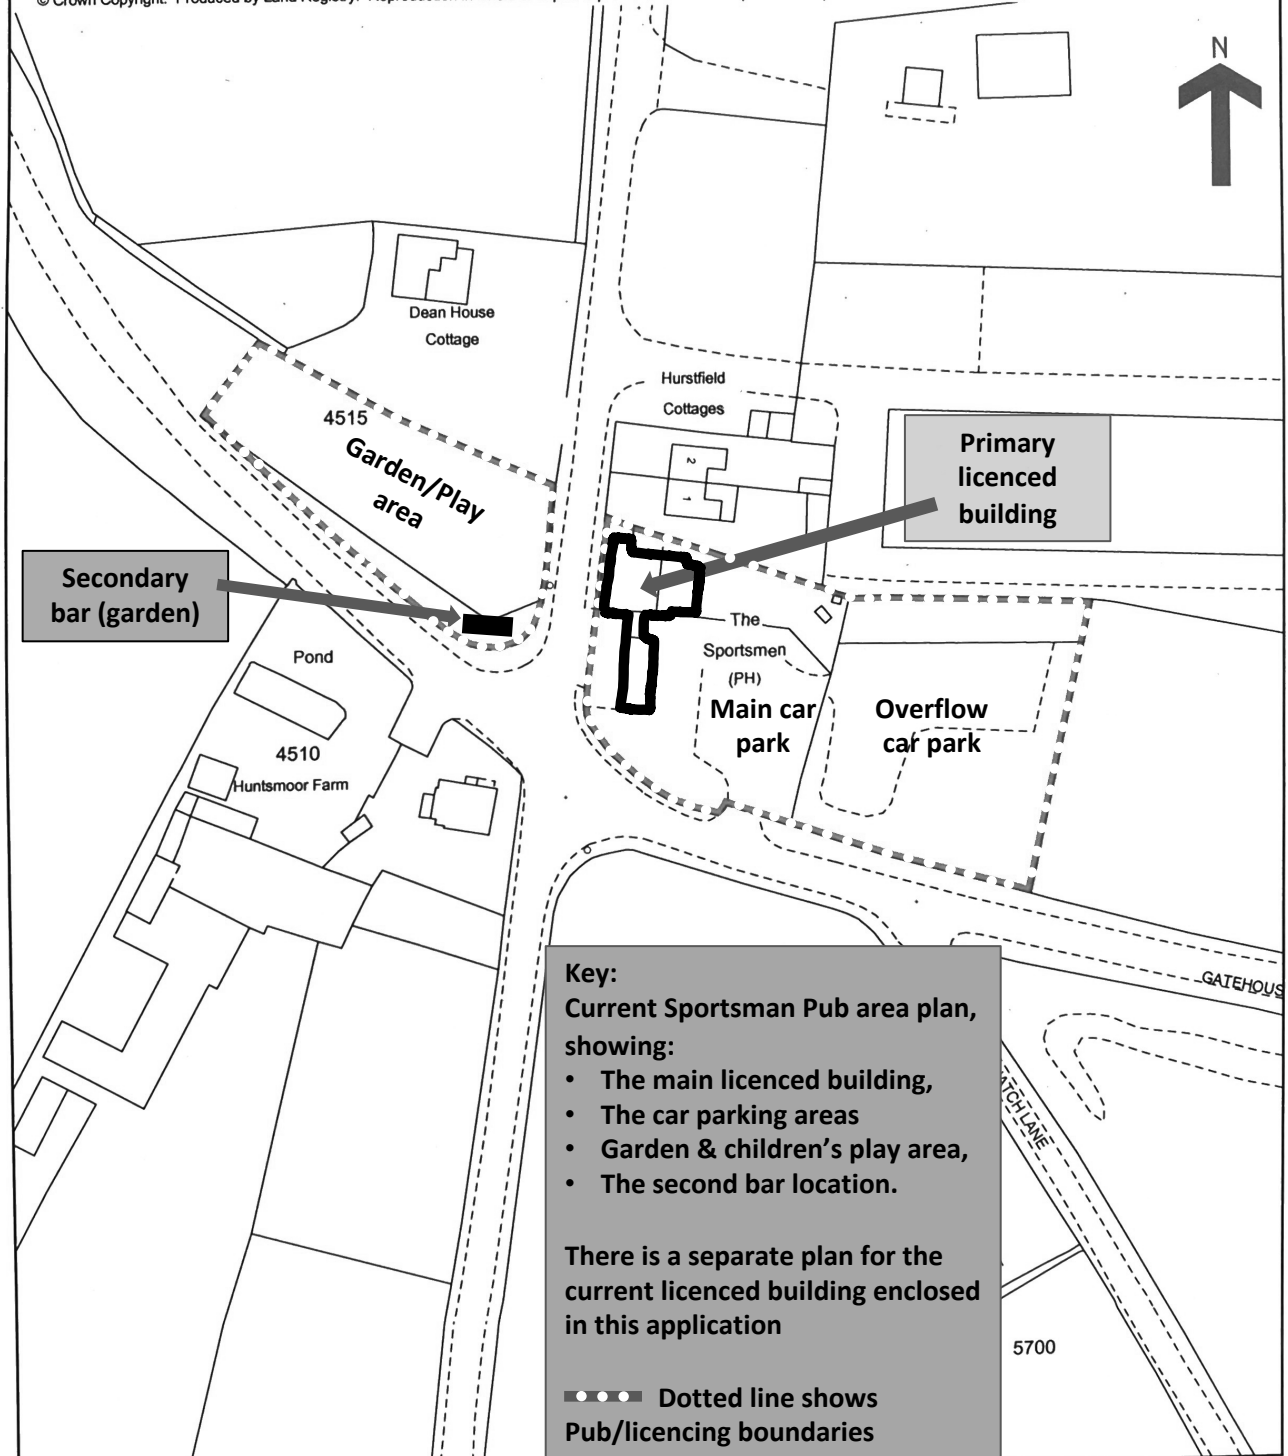 © Crown Copyright. Produced by Land Registry.
N
Dean House
Cottage
Hurstfield
Cottages
4515
Garden/Play
area
2
1
Primary
licenced
building
Secondary
bar (garden)
The
Sportsmen
(PH)
Main car
park
Overflow
car park
Pond
4510
Huntsmoor Farm
GATEHOUS
ATCH LANE
5700
Key:
Current Sportsman Pub area plan,
showing:
• The main licenced building,
• The car parking areas
• Garden & children's play area,
• The second bar location.
There is a separate plan for the
current licenced building enclosed
in this application
Dotted line shows
Pub/licencing boundaries